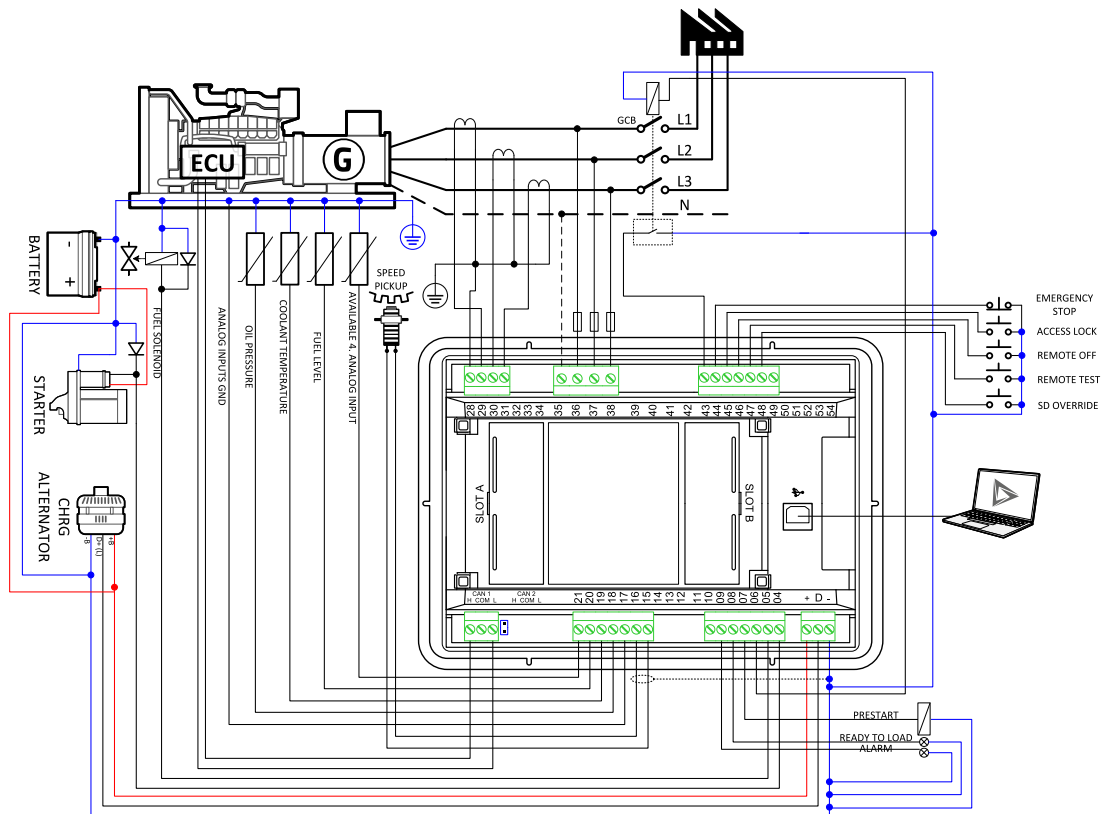 GCB
L1
L2
L3
N
ECU
G
BATTERY
-
+
STARTER
CHRG
ALTERNATOR
-B
D+ (L)
+B
FUEL SOLENOID
ANALOG INPUTS GND
OIL PRESSURE
COOLANT TEMPERATURE
FUEL LEVEL
AVAILABLE 4. ANALOG INPUT
SPEED
PICKUP
EMERGENCY
STOP
ACCESS LOCK
REMOTE OFF
REMOTE TEST
SD OVERRIDE
28 29 30 31 32 33 34 35 36 37 38 39 40 41 42 43 44 45 46 47 48 49 50 51 52 53 54
SLOT A
SLOT B
CAN 1
H COM L
CAN 2
H COM L
21 20 19 18 17 16 15 14 13 12 11 10 09 08 07 06 05 04
+ D -
PRESTART
READY TO LOAD
ALARM